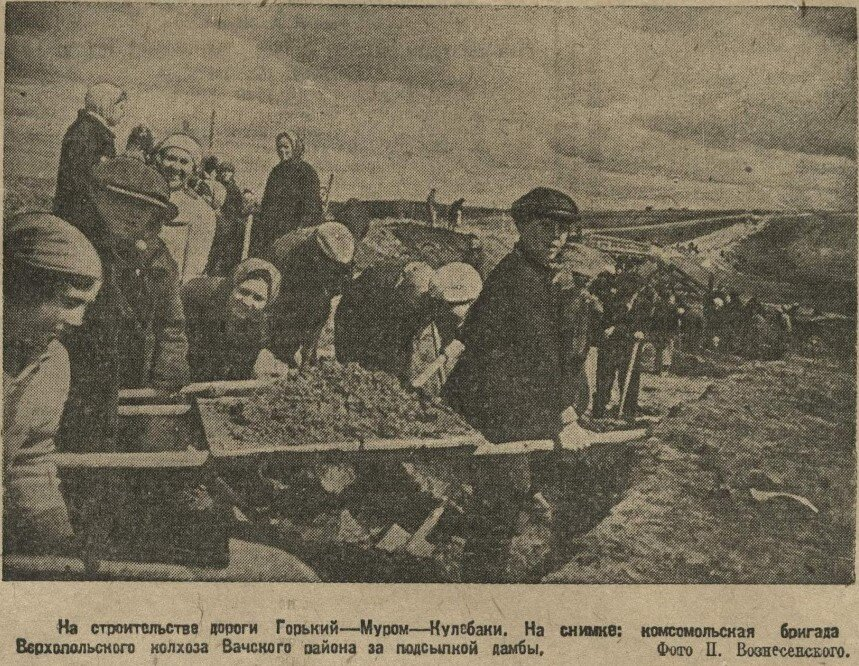 На строительстве дороги Горький—Муром—Кулебаки. На снимке: комсомольская бригада
Верхопольского колхоза Вачского района за подсыпкой дамбы. Фото П. Вознесенского.